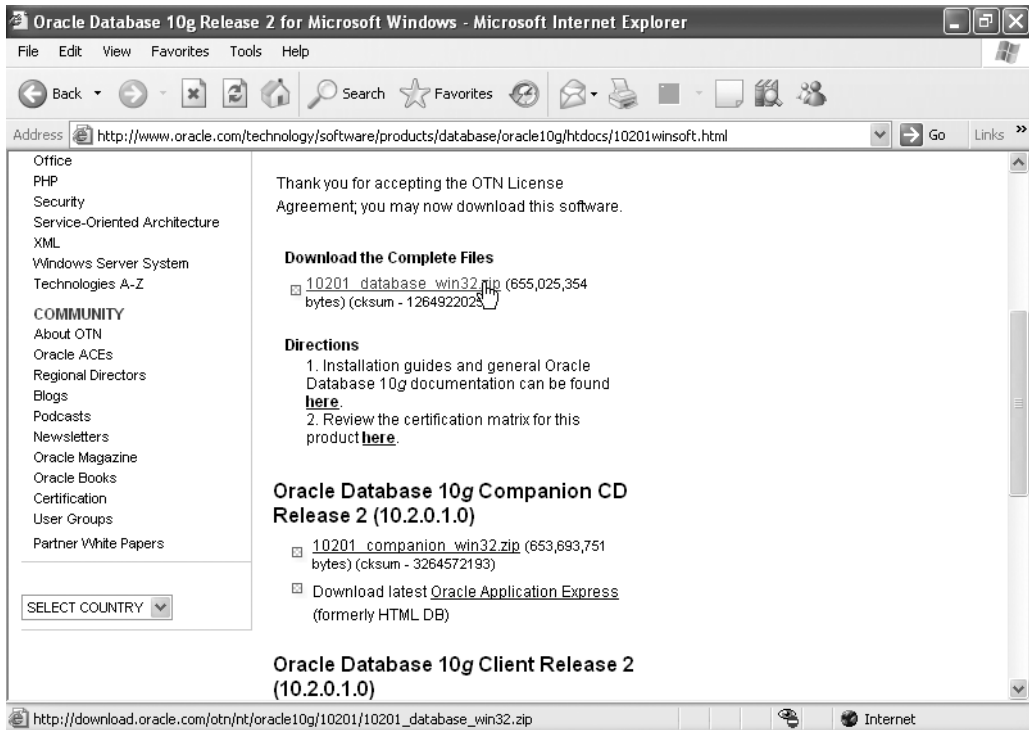 Oracle Database 10g Release 2 for Microsoft Windows - Microsoft Internet Explorer
File Edit View Favorites Tools Help
Back Search Favorites
Address http://www.oracle.com/technology/software/products/database/oracle10g/htdocs/10201winsoft.html Go Links »
Office
PHP
Security
Service-Oriented Architecture
XML
Windows Server System
Technologies A-Z
COMMUNITY
About OTN
Oracle ACEs
Regional Directors
Blogs
Podcasts
Newsletters
Oracle Magazine
Oracle Books
Certification
User Groups
Partner White Papers
SELECT COUNTRY
Thank you for accepting the OTN License
Agreement; you may now download this software.
Download the Complete Files
10201_database_win32.zip (655,025,354
bytes) (cksum -
Directions
1. Installation guides and general Oracle
Database 10g documentation can be found
here.
2. Review the certification matrix for this
product here.
Oracle Database 10g Companion CD
Release 2 (10.2.0.1.0)
10201_companion_win32.zip (653,693,751
bytes) (cksum - 3264572193)
Download latest Oracle Application Express
(formerly HTML DB)
Oracle Database 10g Client Release 2
(10.2.0.1.0)
http://download.oracle.com/otn/nt/oracle10g/10201/10201_database_win32.zip Internet